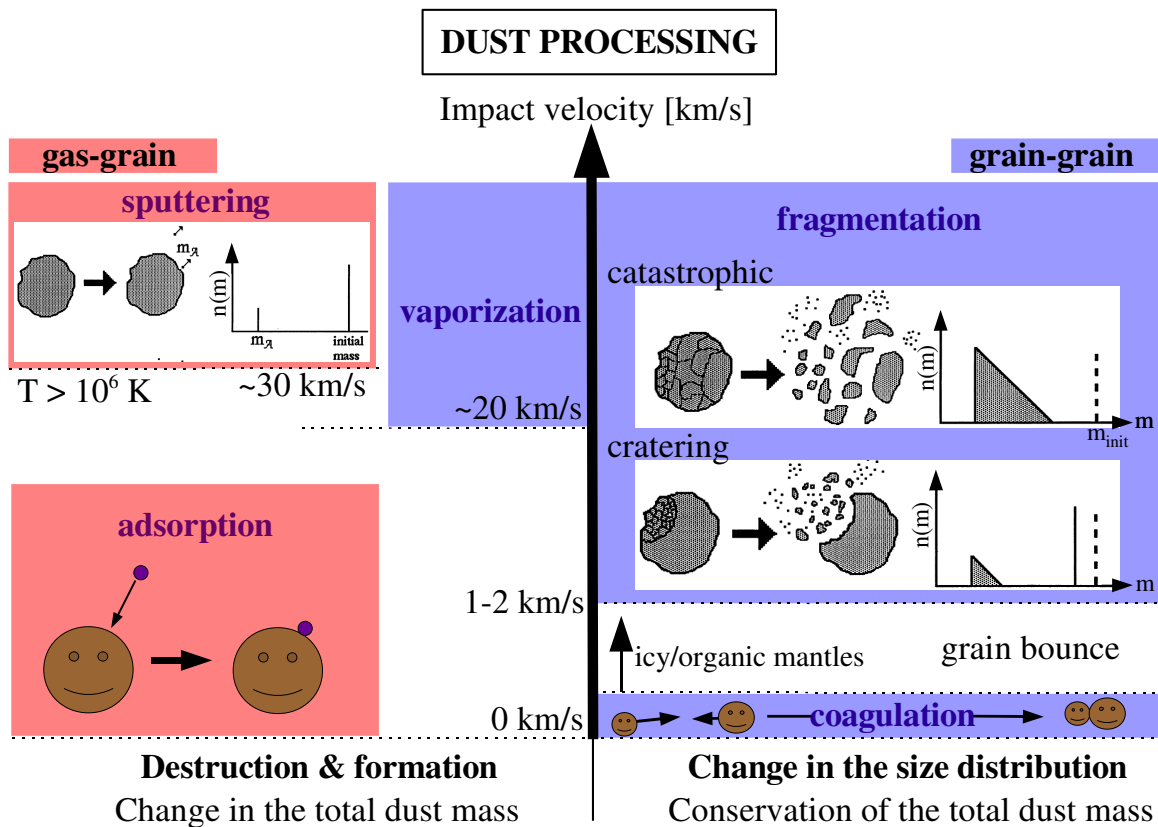 DUST PROCESSING
Impact velocity [km/s]
gas-grain
grain-grain
sputtering
m𝒜
n(m)
m𝒜
initial
mass
T > 10⁶ K
~30 km/s
vaporization
~20 km/s
fragmentation
catastrophic
n(m)
m
m_init
cratering
n(m)
m
adsorption
1-2 km/s
icy/organic mantles
grain bounce
0 km/s
coagulation
Destruction & formation
Change in the total dust mass
Change in the size distribution
Conservation of the total dust mass